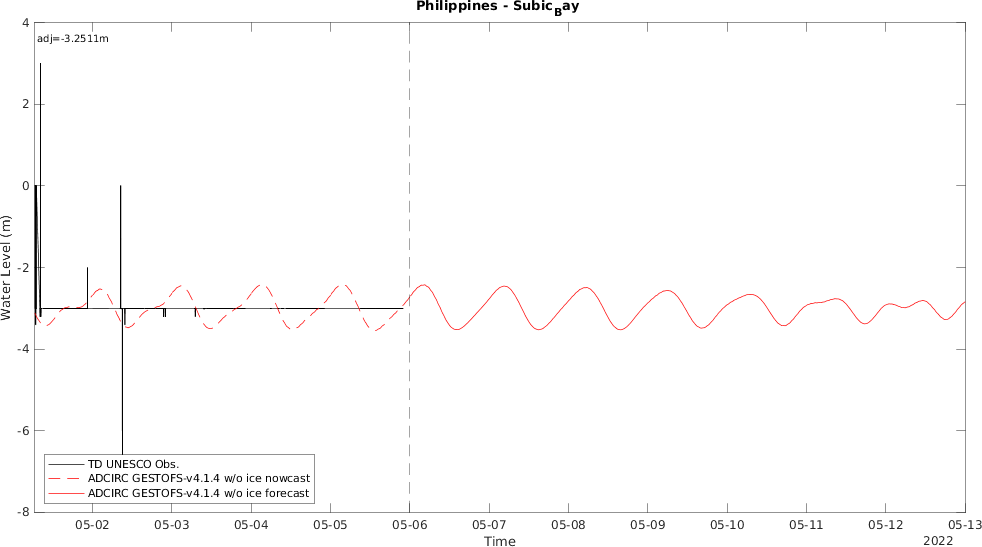 Philippines - Subic_Bay
adj=-3.2511m
4
2
0
-2
-4
-6
-8
Water Level (m)
TD UNESCO Obs.
ADCIRC GESTOFS-v4.1.4 w/o ice nowcast
ADCIRC GESTOFS-v4.1.4 w/o ice forecast
05-02 05-03 05-04 05-05 05-06 05-07 05-08 05-09 05-10 05-11 05-12 05-13
Time
2022